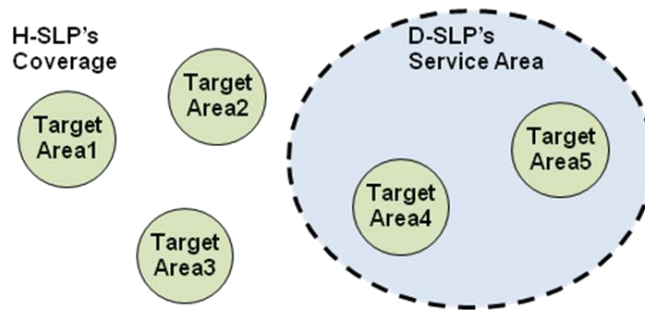 H-SLP's
Coverage
Target
Area1
Target
Area2
Target
Area3
D-SLP's
Service Area
Target
Area4
Target
Area5